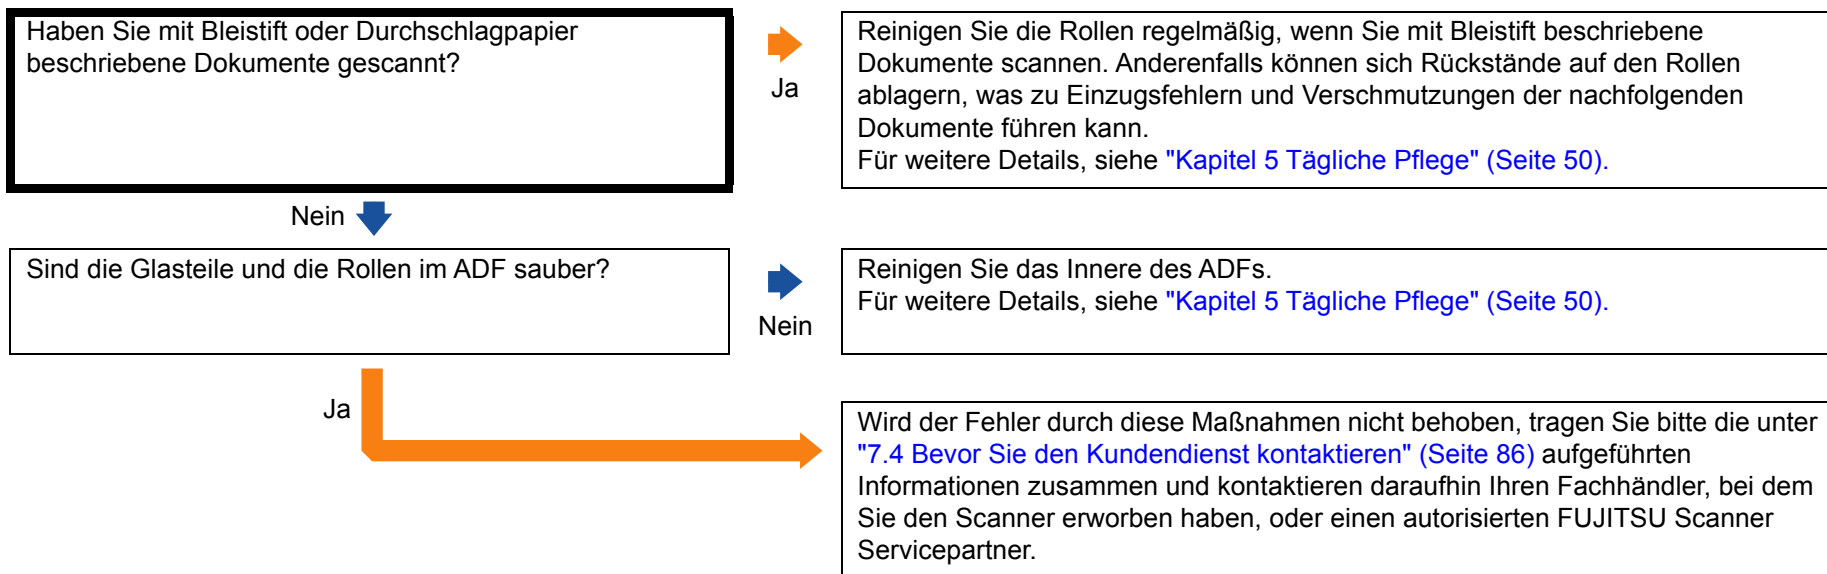 Haben Sie mit Bleistift oder Durchschlagpapier
beschriebene Dokumente gescannt?
Ja
Reinigen Sie die Rollen regelmäßig, wenn Sie mit Bleistift beschriebene
Dokumente scannen. Anderenfalls können sich Rückstände auf den Rollen
ablagern, was zu Einzugsfehlern und Verschmutzungen der nachfolgenden
Dokumente führen kann.
Für weitere Details, siehe "Kapitel 5 Tägliche Pflege" (Seite 50).
Nein
Sind die Glasteile und die Rollen im ADF sauber?
Nein
Reinigen Sie das Innere des ADFs.
Für weitere Details, siehe "Kapitel 5 Tägliche Pflege" (Seite 50).
Ja
Wird der Fehler durch diese Maßnahmen nicht behoben, tragen Sie bitte die unter
"7.4 Bevor Sie den Kundendienst kontaktieren" (Seite 86) aufgeführten
Informationen zusammen und kontaktieren daraufhin Ihren Fachhändler, bei dem
Sie den Scanner erworben haben, oder einen autorisierten FUJITSU Scanner
Servicepartner.